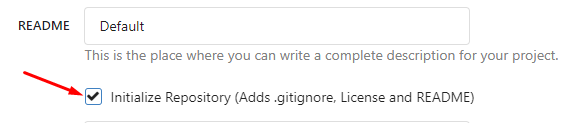 README Default
This is the place where you can write a complete description for your project.
Initialize Repository (Adds .gitignore, License and README)